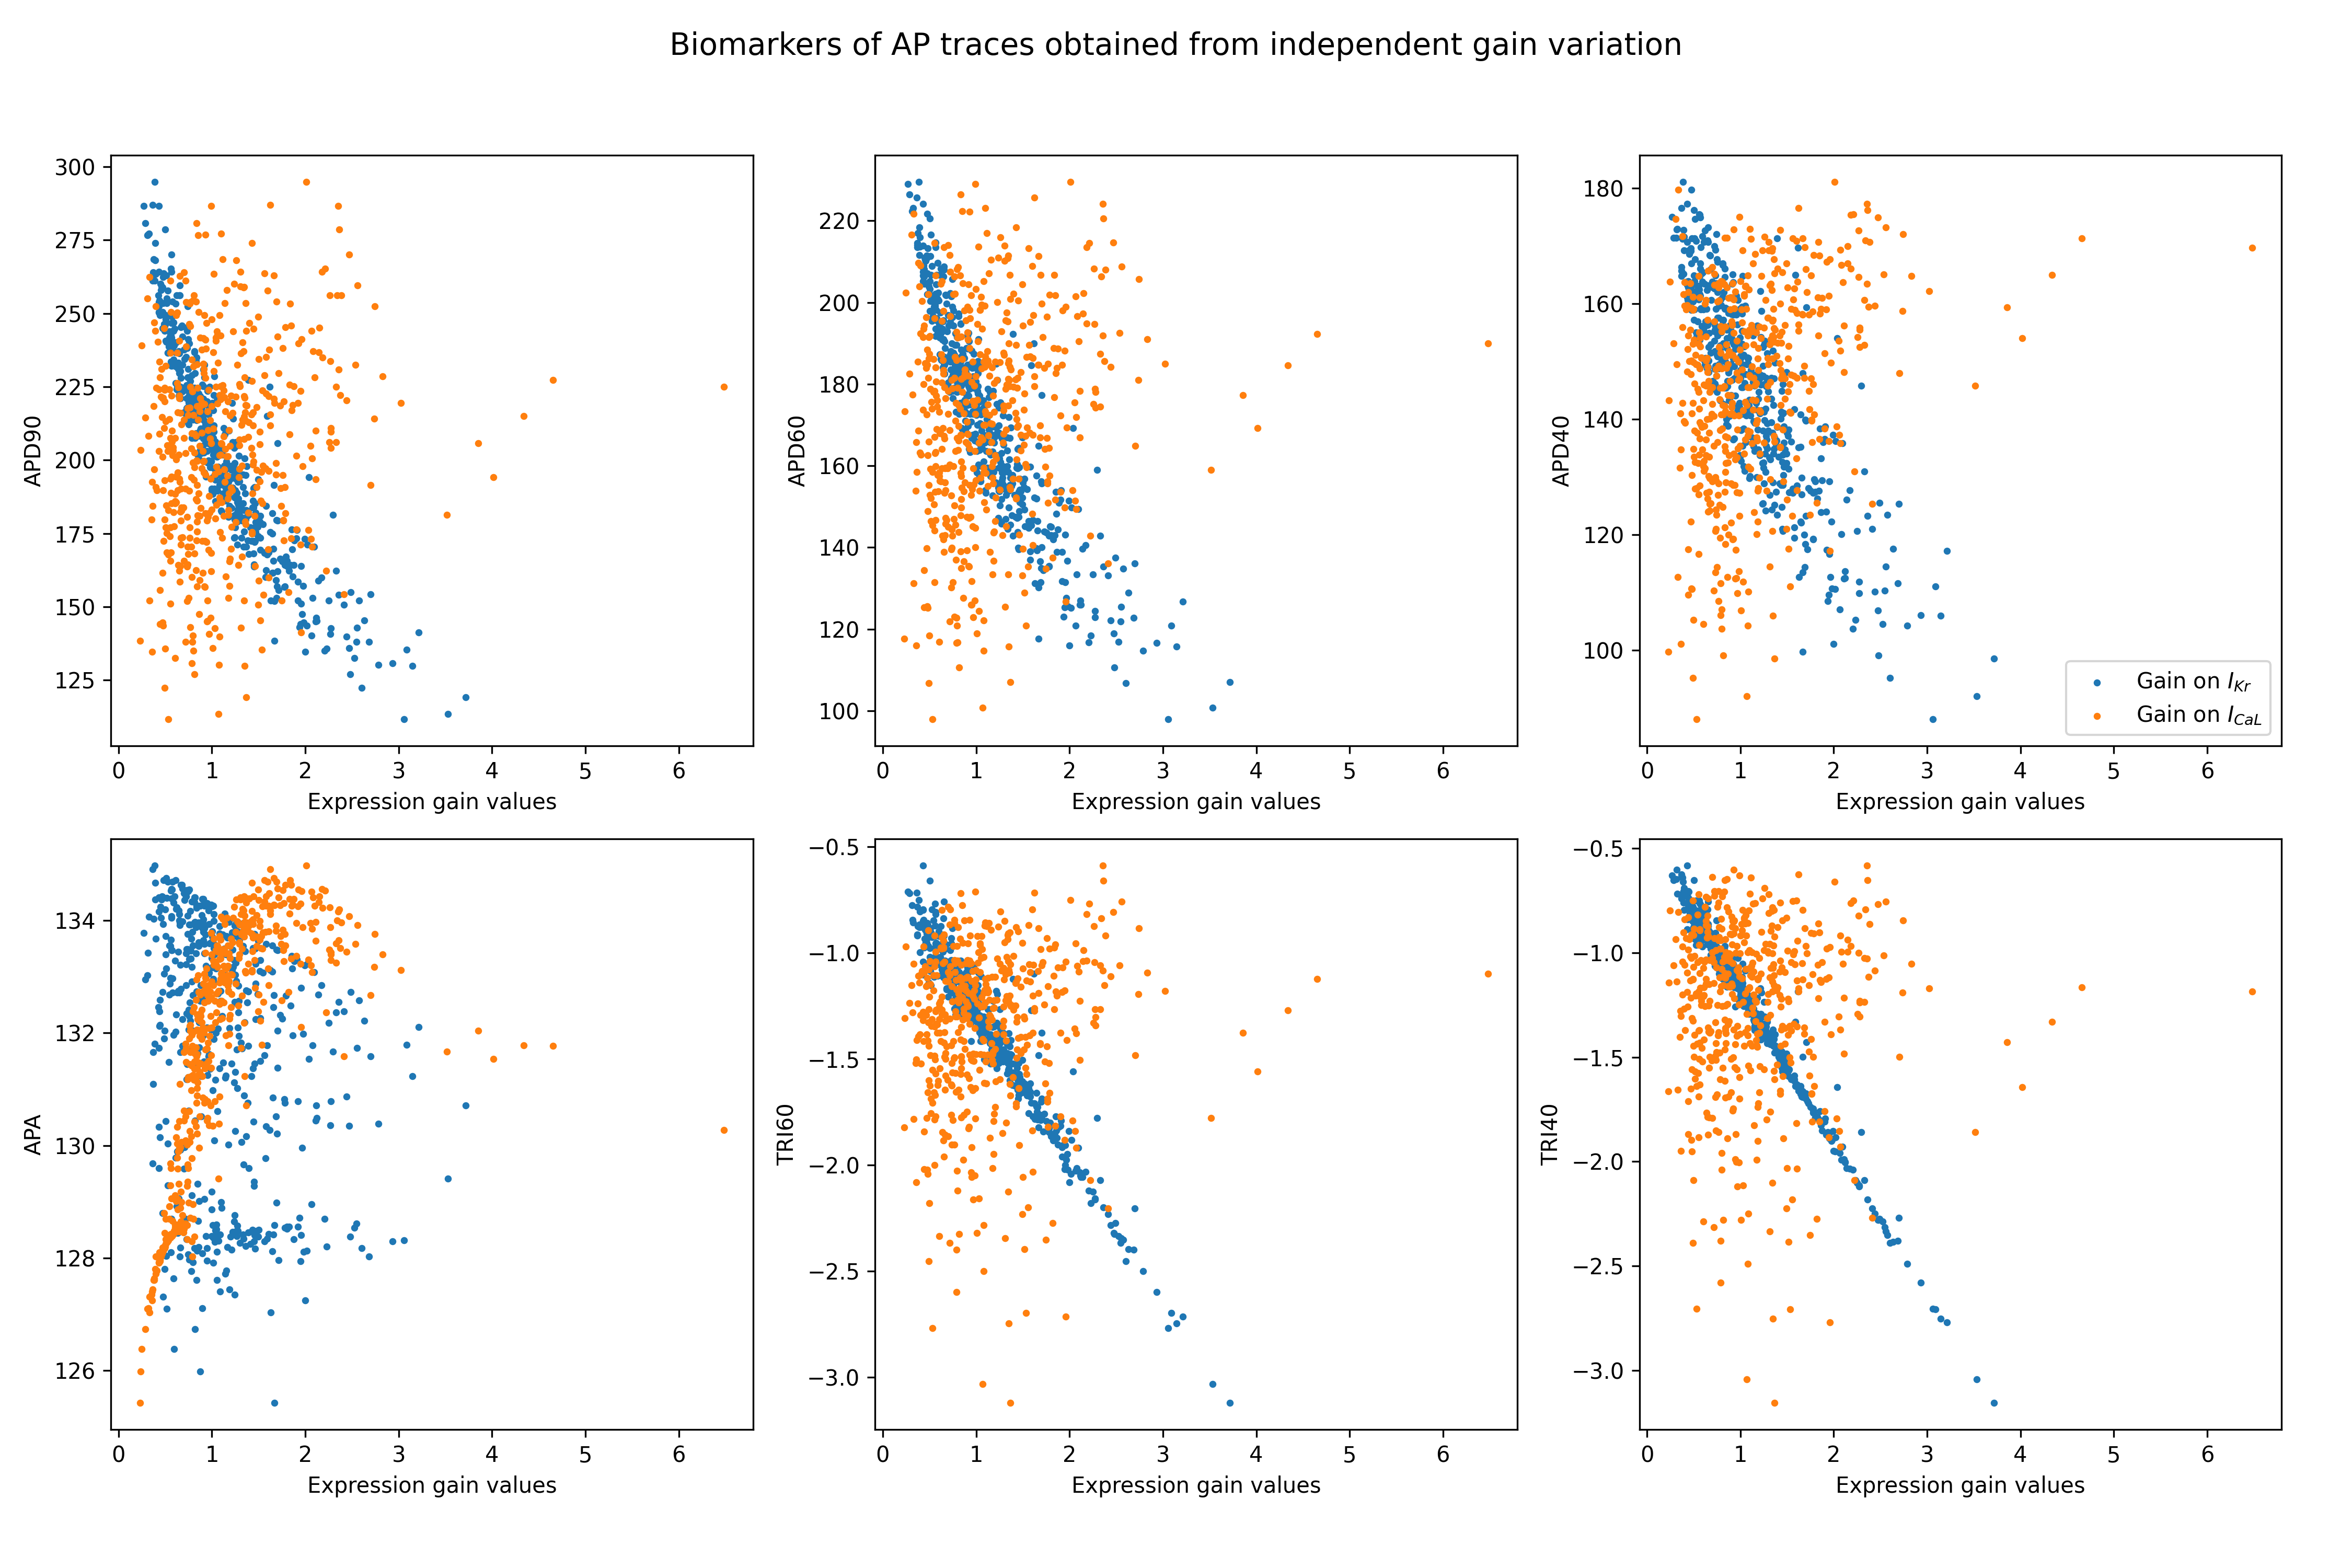 Biomarkers of AP traces obtained from independent gain variation
300
275
250
225
200
175
150
125
APD90
0 1 2 3 4 5 6
Expression gain values
220
200
180
160
140
120
100
APD60
0 1 2 3 4 5 6
Expression gain values
180
160
140
120
100
APD40
Gain on I_Kr
Gain on I_CaL
0 1 2 3 4 5 6
Expression gain values
134
132
130
128
126
APA
0 1 2 3 4 5 6
Expression gain values
−0.5
−1.0
−1.5
−2.0
−2.5
−3.0
TRI60
0 1 2 3 4 5 6
Expression gain values
−0.5
−1.0
−1.5
−2.0
−2.5
−3.0
TRI40
0 1 2 3 4 5 6
Expression gain values